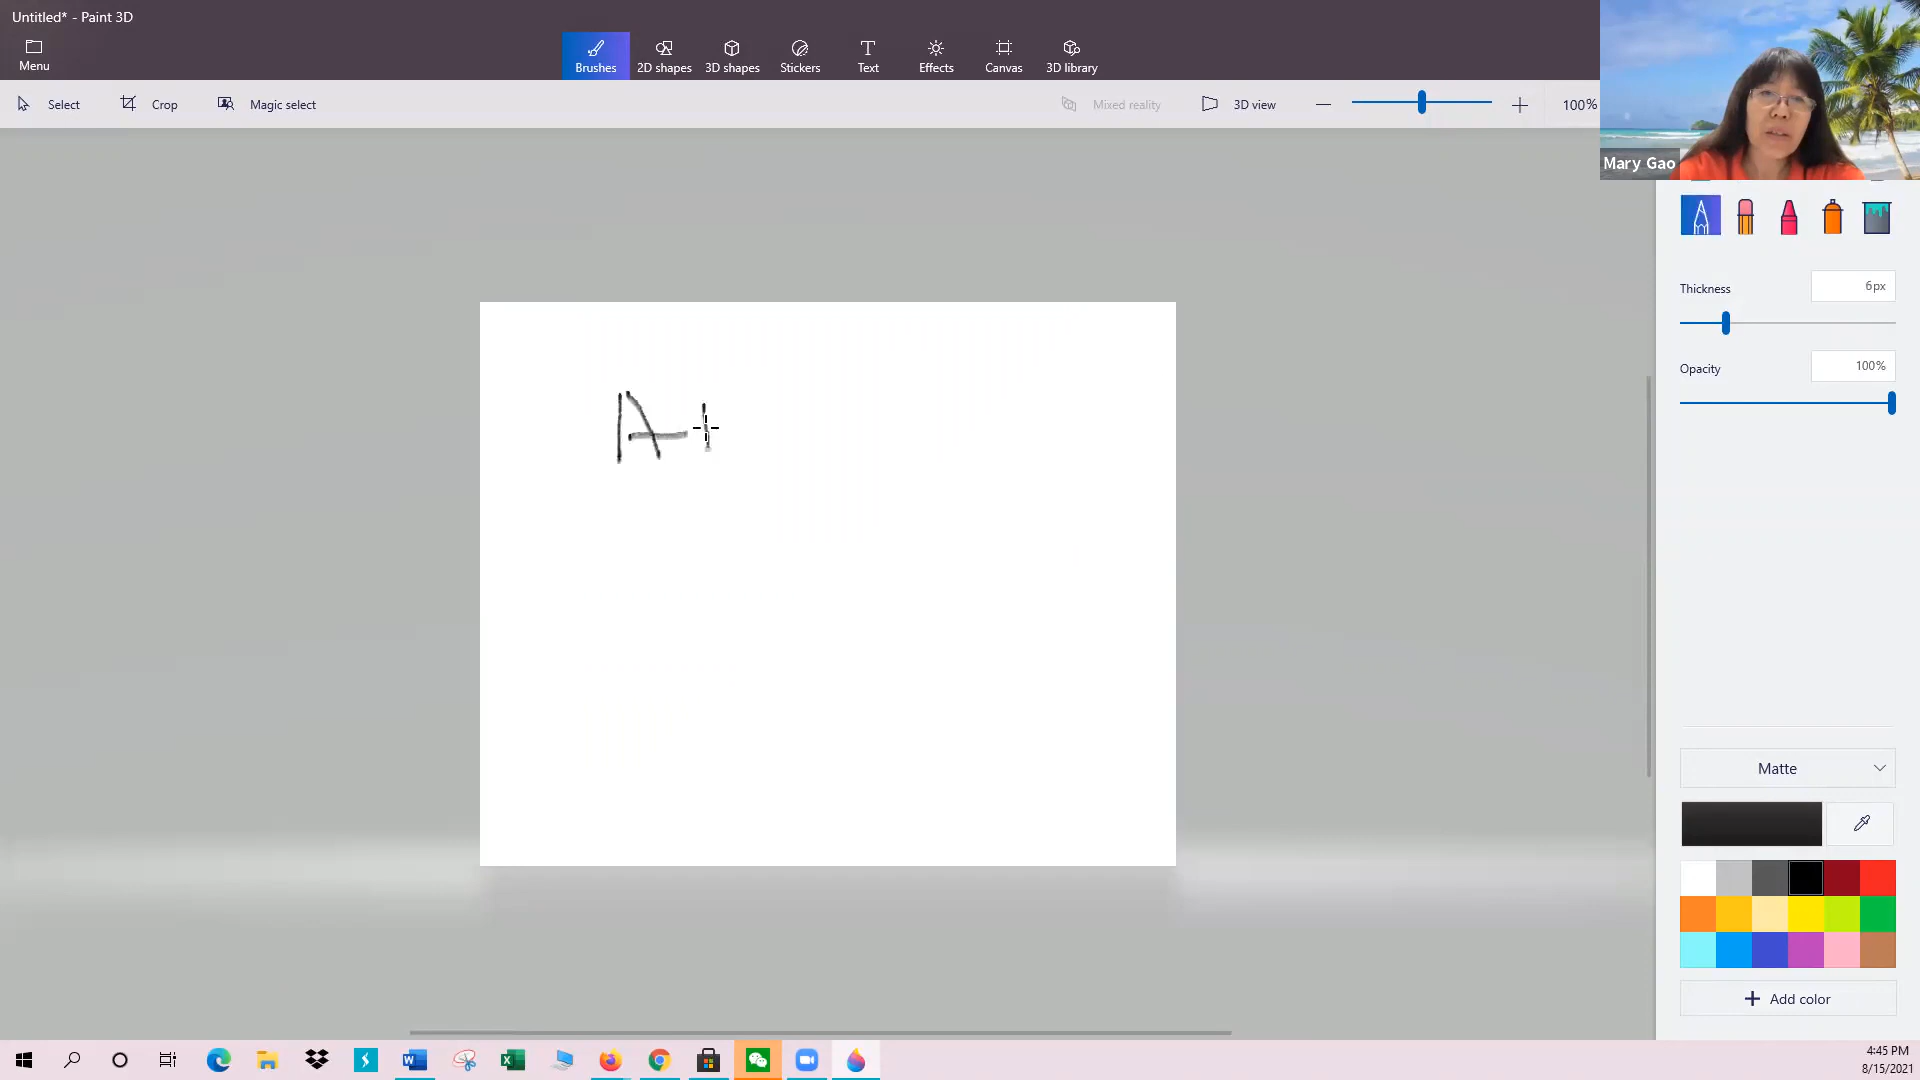 Untitled* - Paint 3D
Menu
Brushes
2D shapes
3D shapes
Stickers
Text
Effects
Canvas
3D library
Select
Crop
Magic select
Mixed reality
3D view
100%
Mary Gao
Thickness
6px
Opacity
100%
A+
Matte
Add color
4:45 PM
8/15/2021